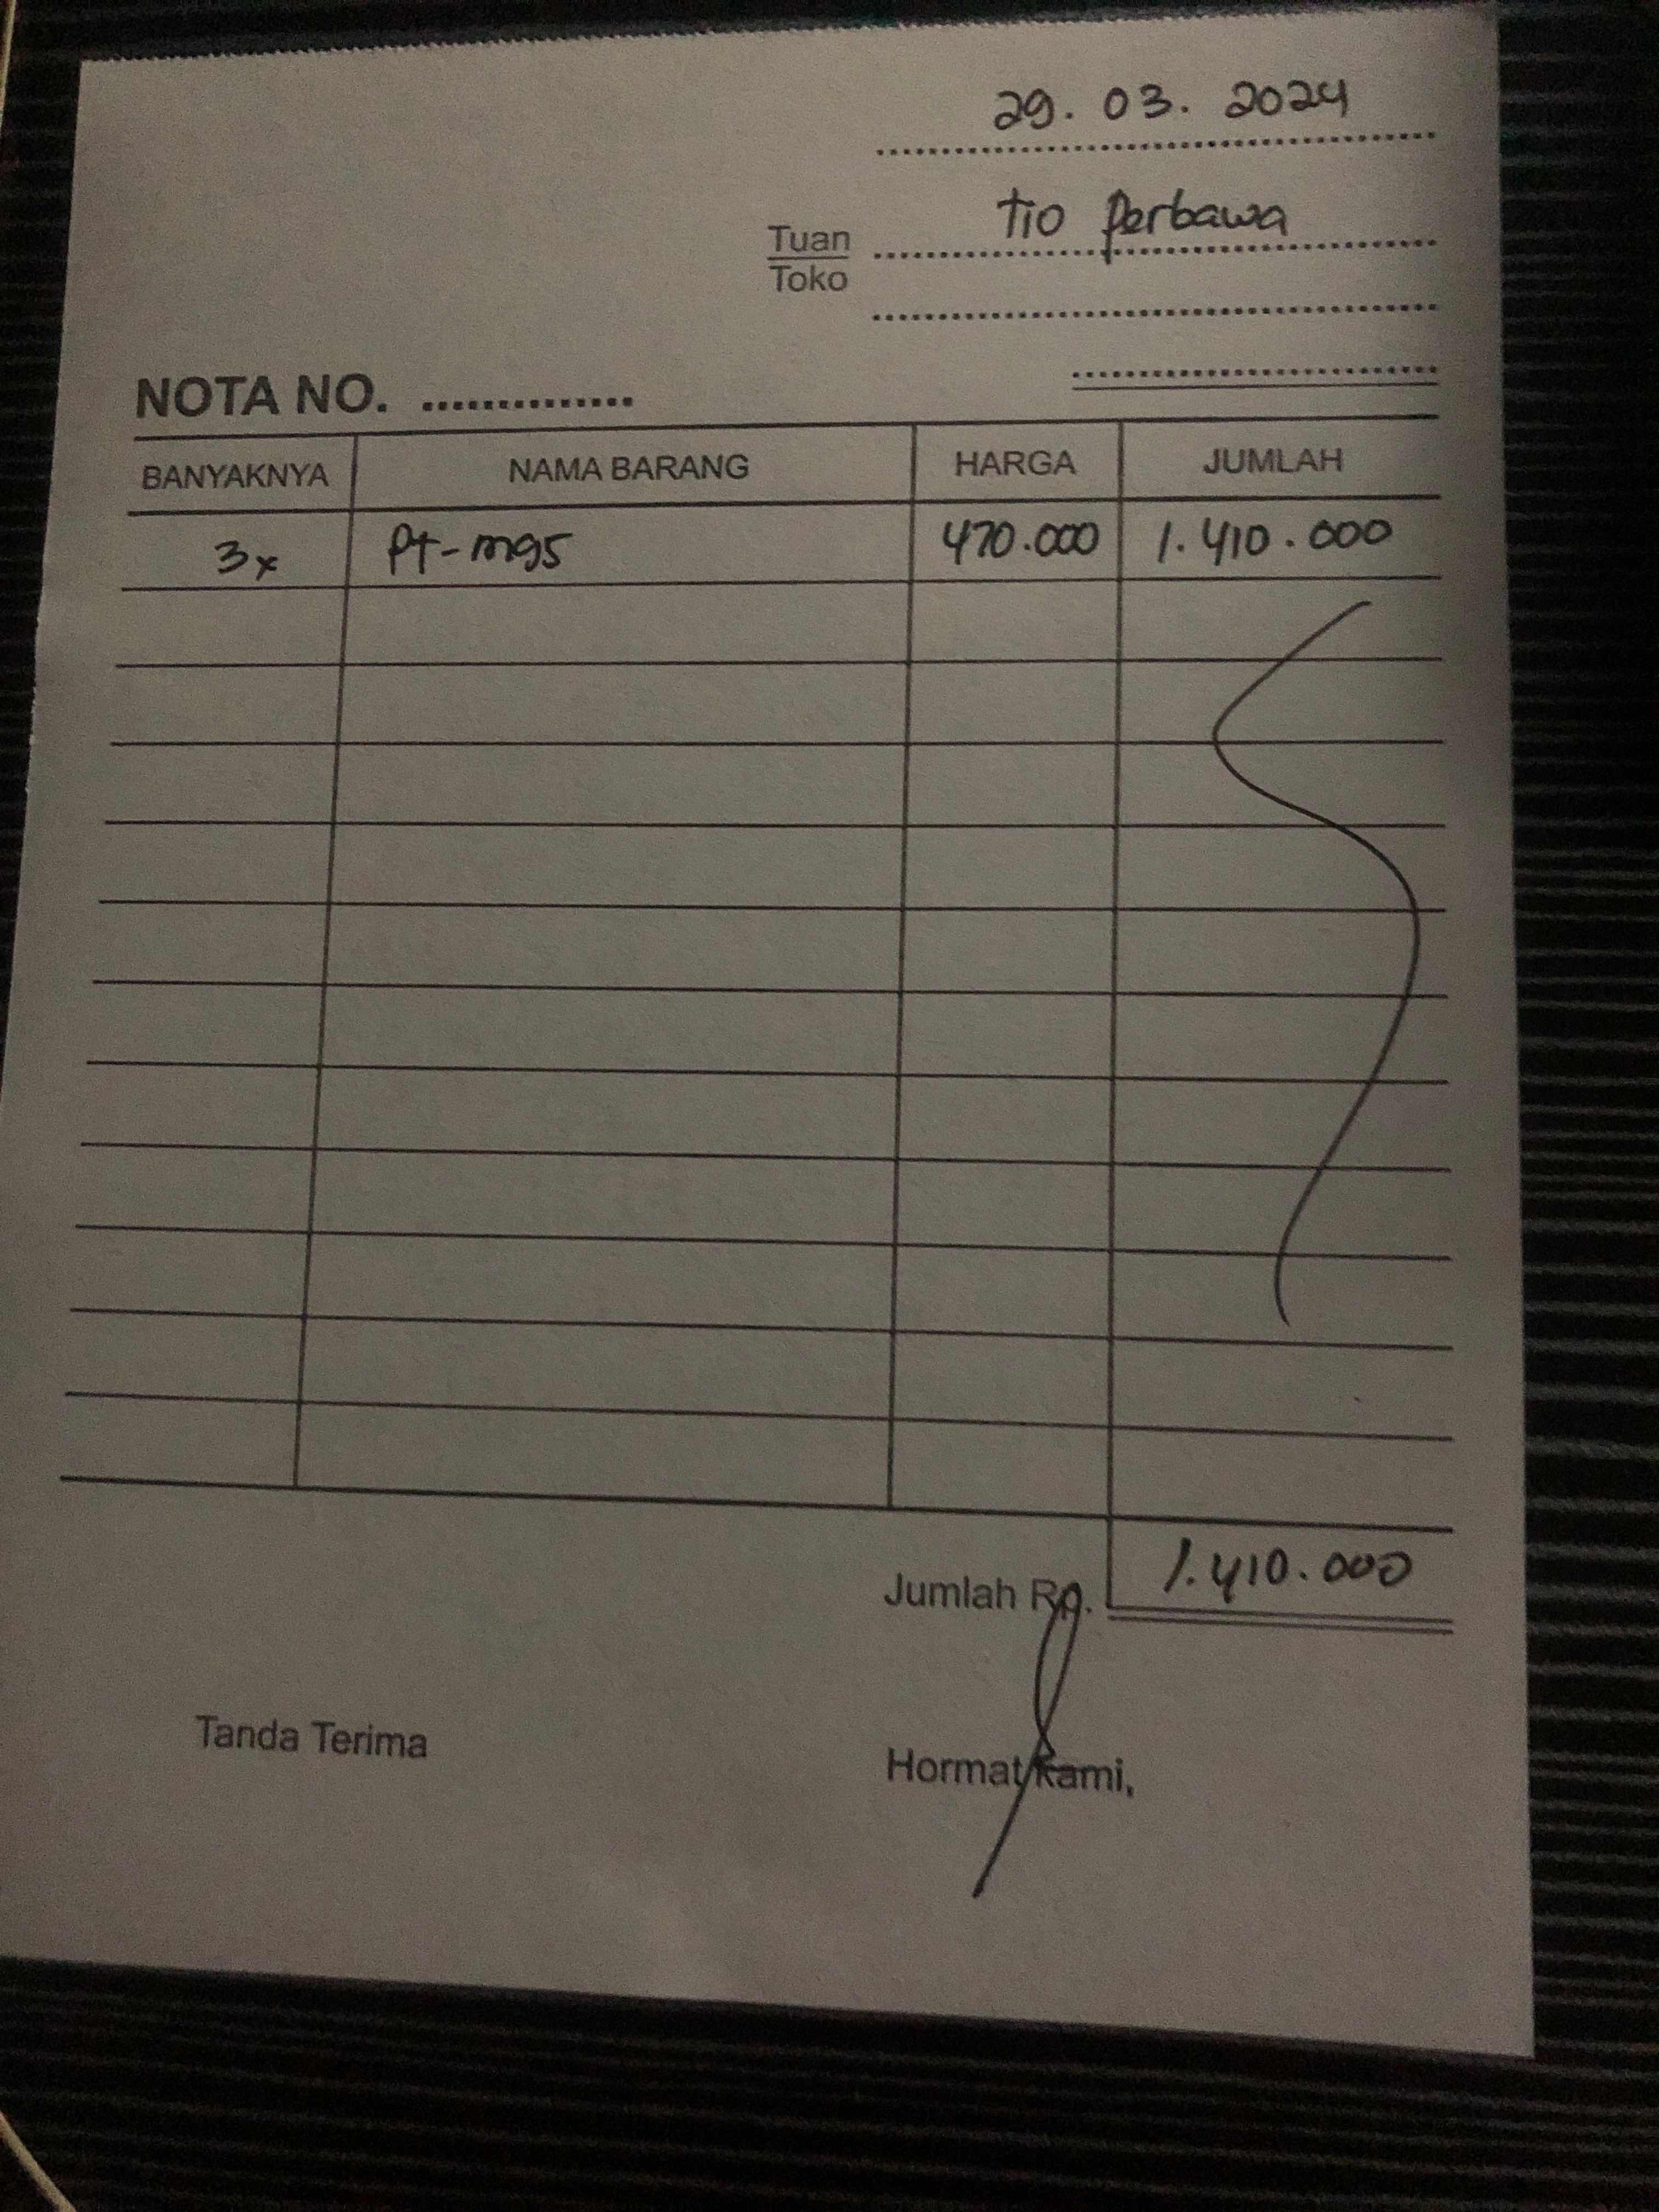 29. 03. 2024
Tuan tio perbawa
Toko
NOTA NO. ...............
BANYAKNYA NAMA BARANG HARGA JUMLAH
3x pt-mg5 470.000 1.410.000
Jumlah Rp. 1.410.000
Tanda Terima
Hormat kami,